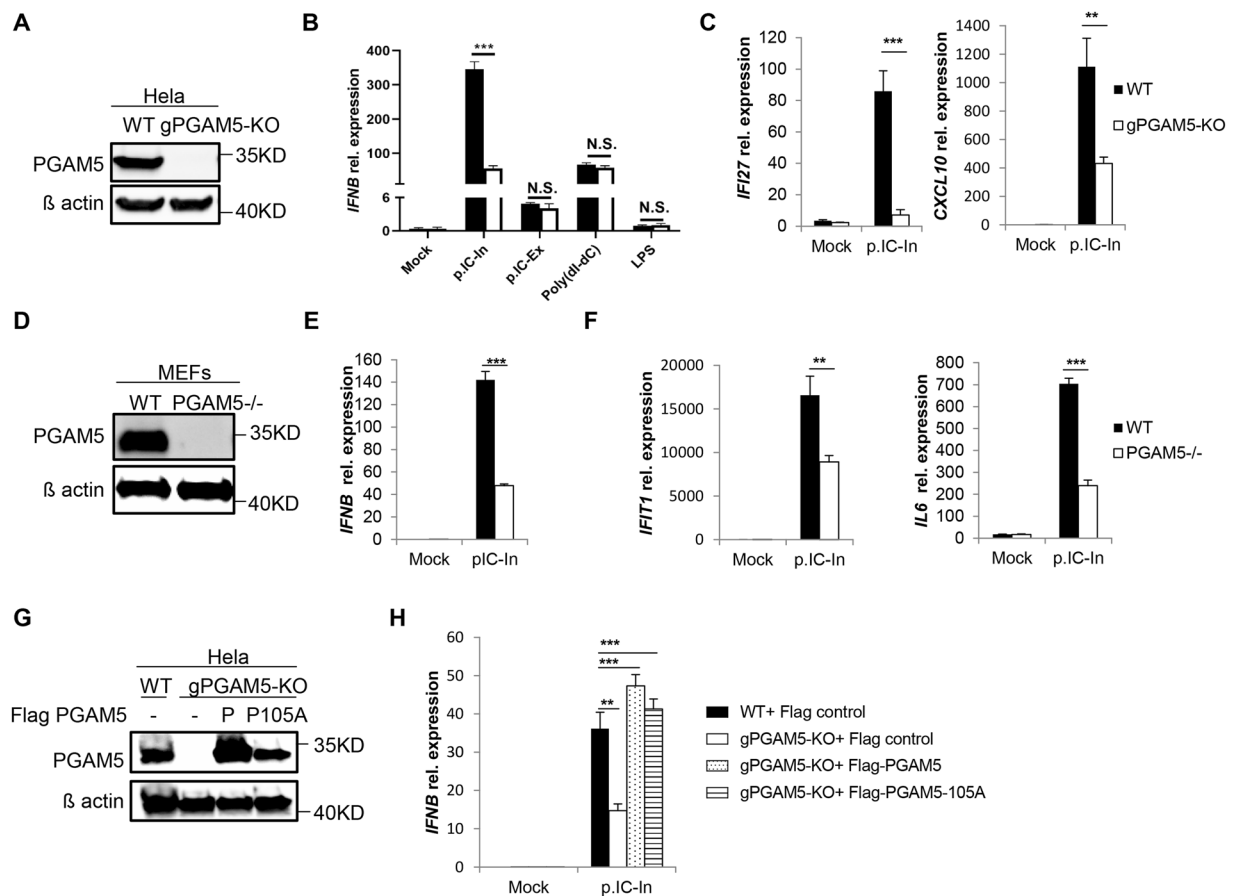 A
Hela
WT gPGAM5-KO
PGAM5
35KD
ß actin
40KD
B
IFNB rel. expression
400
300
200
100
6
0
***
N.S.
N.S.
N.S.
Mock
p.IC-In
p.IC-Ex
Poly(dI-dC)
LPS
C
IFI27 rel. expression
120
100
80
60
40
20
0
***
Mock
p.IC-In
CXCL10 rel. expression
1400
1200
1000
800
600
400
200
0
**
Mock
p.IC-In
WT
gPGAM5-KO
D
MEFs
WT PGAM5-/-
PGAM5
35KD
ß actin
40KD
E
IFNB rel. expression
160
140
120
100
80
60
40
20
0
***
Mock
pIC-In
F
IFIT1 rel. expression
20000
15000
10000
5000
0
**
Mock
p.IC-In
IL6 rel. expression
800
700
600
500
400
300
200
100
0
***
Mock
p.IC-In
WT
PGAM5-/-
G
Hela
WT gPGAM5-KO
Flag PGAM5 - - P P105A
PGAM5
35KD
ß actin
40KD
H
IFNB rel. expression
60
50
40
30
20
10
0
***
***
**
Mock
p.IC-In
WT+ Flag control
gPGAM5-KO+ Flag control
gPGAM5-KO+ Flag-PGAM5
gPGAM5-KO+ Flag-PGAM5-105A